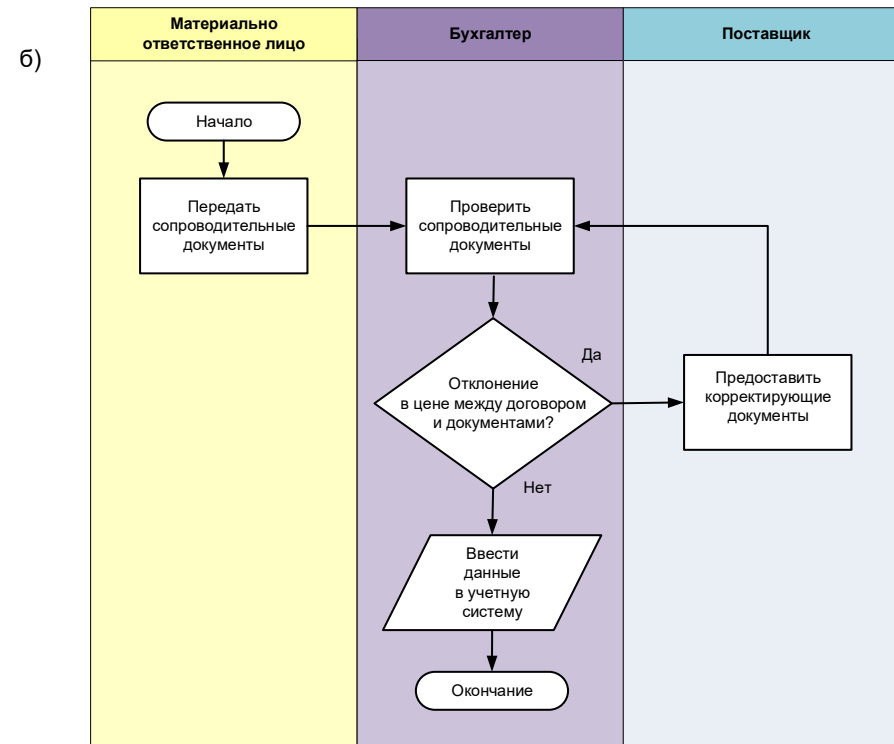 б)
Материально
ответственное лицо
Бухгалтер
Поставщик
Начало
Передать
сопроводительные
документы
Проверить
сопроводительные
документы
Да
Отклонение
в цене между договором
и документами?
Предоставить
корректирующие
документы
Нет
Ввести
данные
в учетную
систему
Окончание